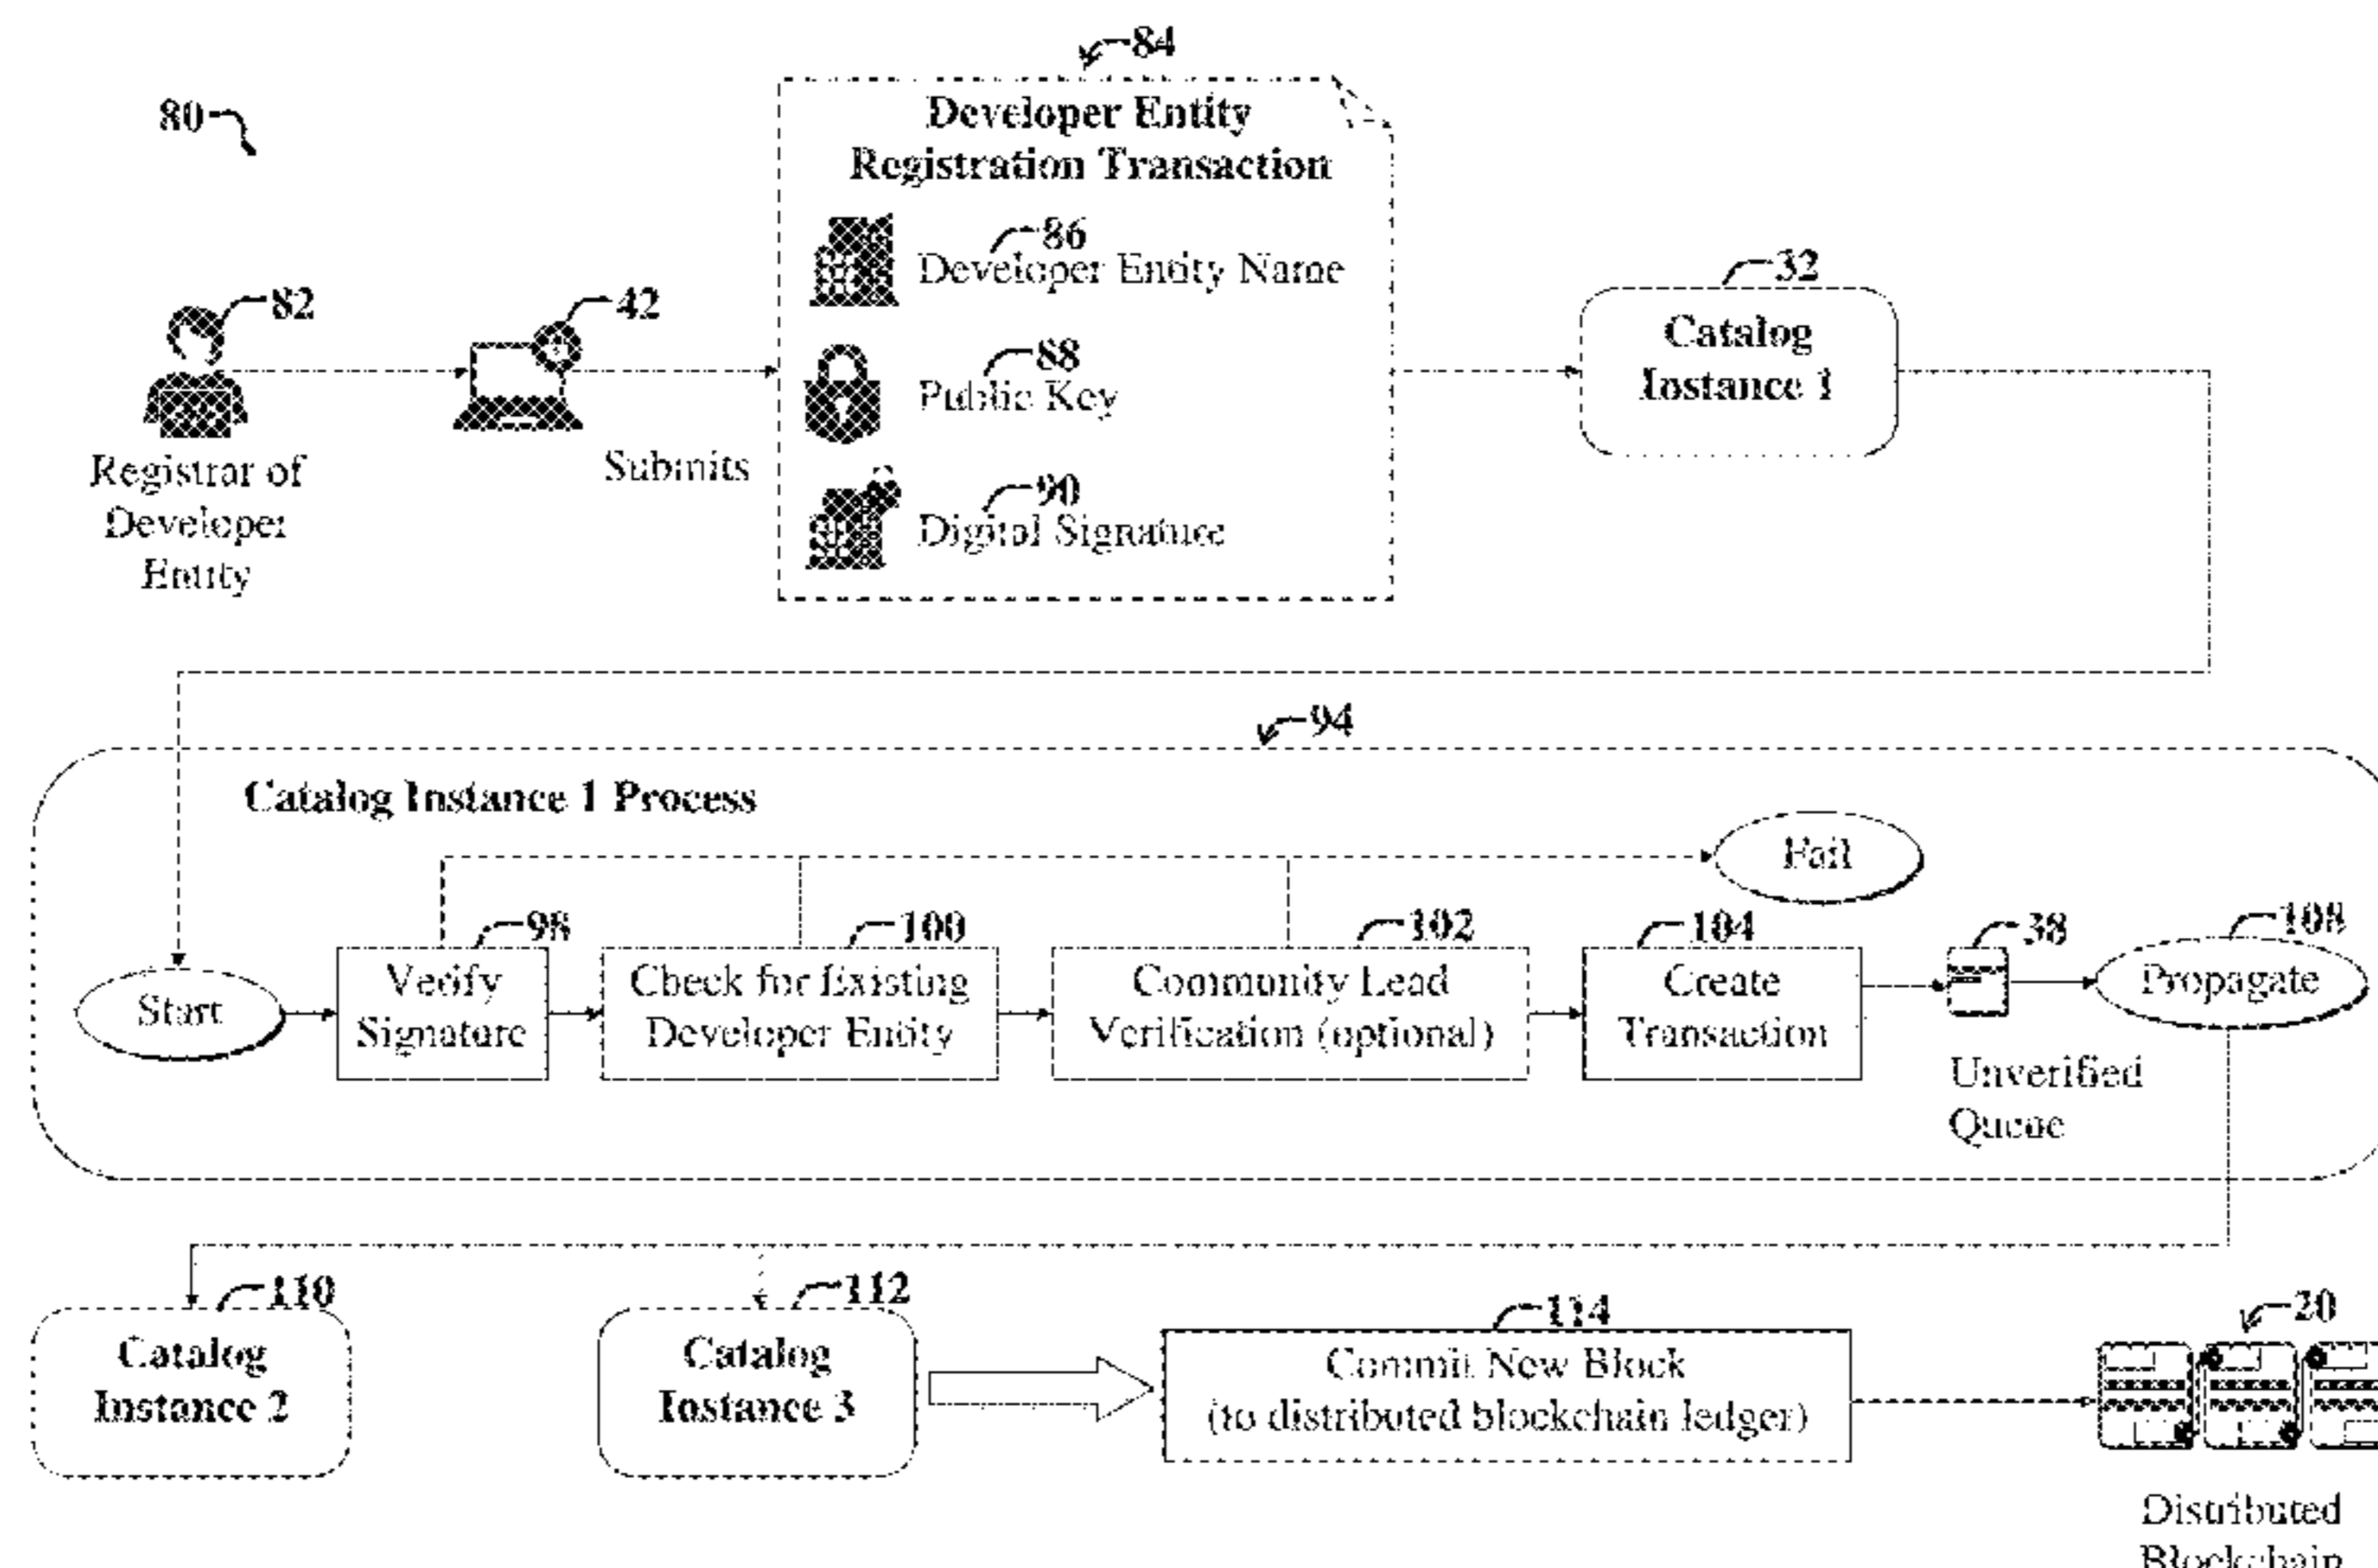 84
80
Developer Entity
Registration Transaction
86
Developer Entity Name
32
82
42
Catalog
Instance 1
88
Public Key
Submits
Registrar of
Developer
Entity
90
Digital Signature
94
Catalog Instance 1 Process
Fail
98
100
102
104
38
108
Start
Verify
Signature
Check for Existing
Developer Entity
Community Lead
Verification (optional)
Create
Transaction
Propagate
Unverified
Queue
110
112
114
20
Catalog
Instance 2
Catalog
Instance 3
Commit New Block
(to distributed blockchain ledger)
Distributed
Blockchain